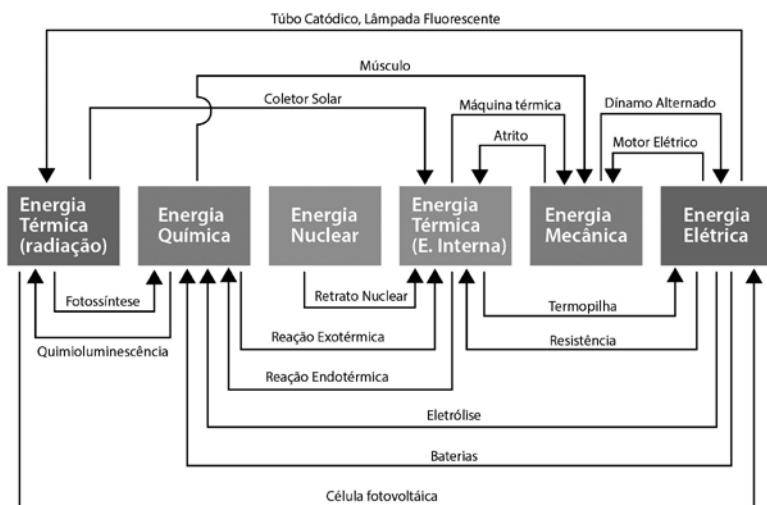 Túbo Catódico, Lâmpada Fluorescente
Músculo
Coletor Solar
Máquina térmica
Dínamo Alternado
Atrito
Motor Elétrico
Energia
Térmica
(radiação)
Energia
Química
Energia
Nuclear
Energia
Térmica
(E. Interna)
Energia
Mecânica
Energia
Elétrica
Fotossíntese
Retrato Nuclear
Termopilha
Quimioluminescência
Reação Exotérmica
Resistência
Reação Endotérmica
Eletrólise
Baterias
Célula fotovoltáica